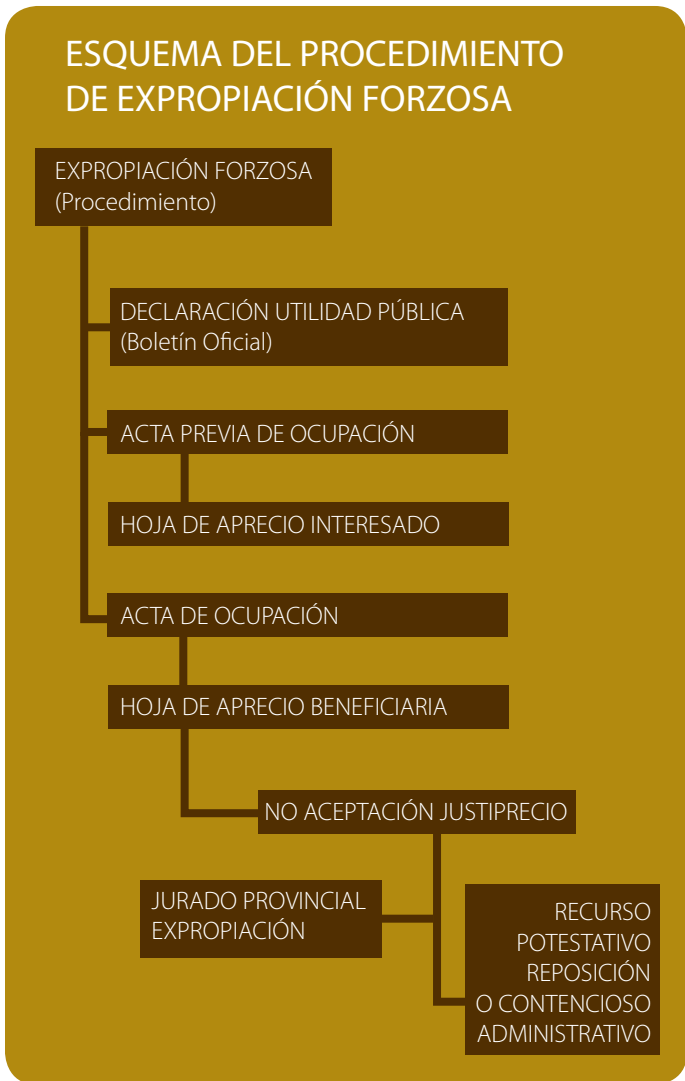 ESQUEMA DEL PROCEDIMIENTO
DE EXPROPIACIÓN FORZOSA
EXPROPIACIÓN FORZOSA
(Procedimiento)
DECLARACIÓN UTILIDAD PÚBLICA
(Boletín Oficial)
ACTA PREVIA DE OCUPACIÓN
HOJA DE APRECIO INTERESADO
ACTA DE OCUPACIÓN
HOJA DE APRECIO BENEFICIARIA
NO ACEPTACIÓN JUSTIPRECIO
JURADO PROVINCIAL
EXPROPIACIÓN
RECURSO
POTESTATIVO
REPOSICIÓN
O CONTENCIOSO
ADMINISTRATIVO